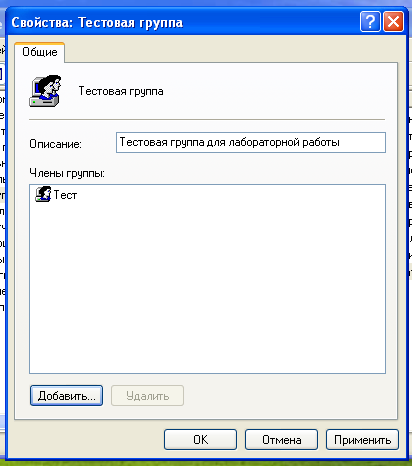 Свойства: Тестовая группа
Общие
Тестовая группа
Описание: Тестовая группа для лабораторной работы
Члены группы:
Тест
Добавить... Удалить
OK Отмена Применить